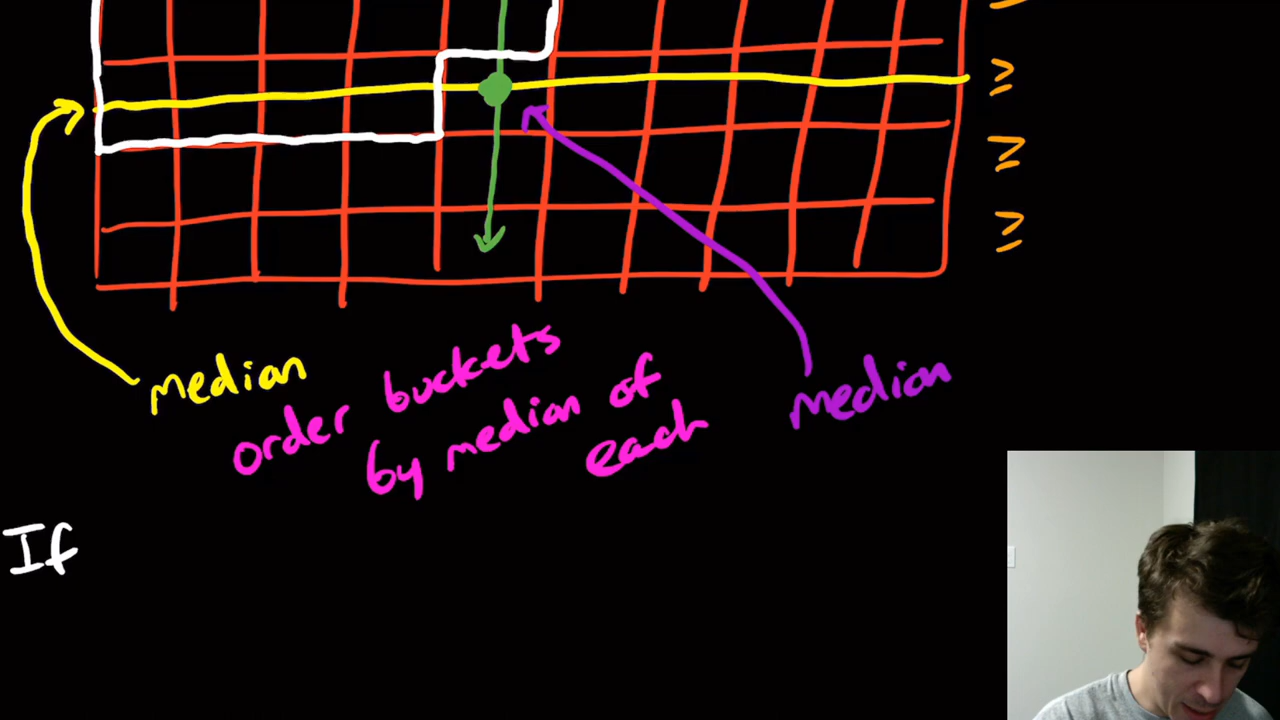 ≥
≥
≥
median
order buckets
by median of
each
median
If